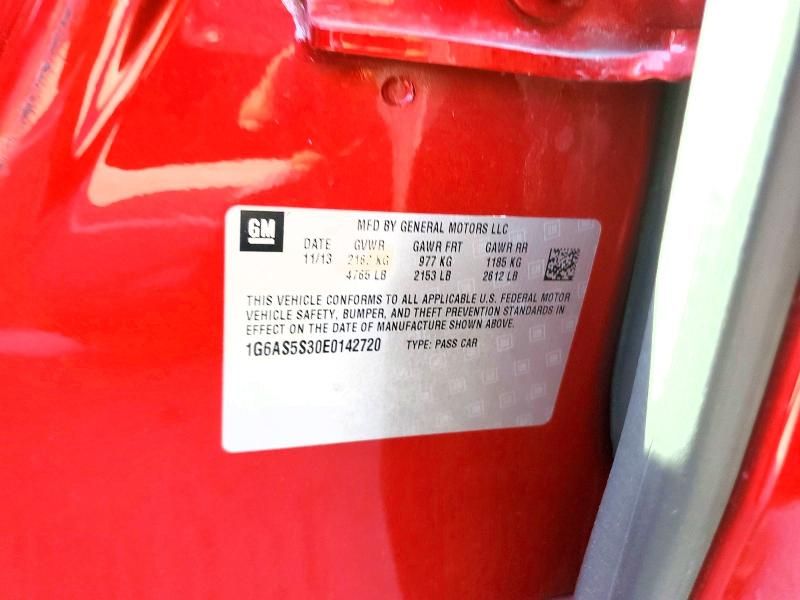 GM
MFD BY GENERAL MOTORS LLC
DATE GVWR GAWR FRT GAWR RR
11/13 KG 977 KG 1185 KG
4765 LB 2153 LB 2612 LB
THIS VEHICLE CONFORMS TO ALL APPLICABLE U.S. FEDERAL MOTOR
VEHICLE SAFETY, BUMPER, AND THEFT PREVENTION STANDARDS IN
EFFECT ON THE DATE OF MANUFACTURE SHOWN ABOVE.
1G6AS5S30E0142720 TYPE: PASS CAR